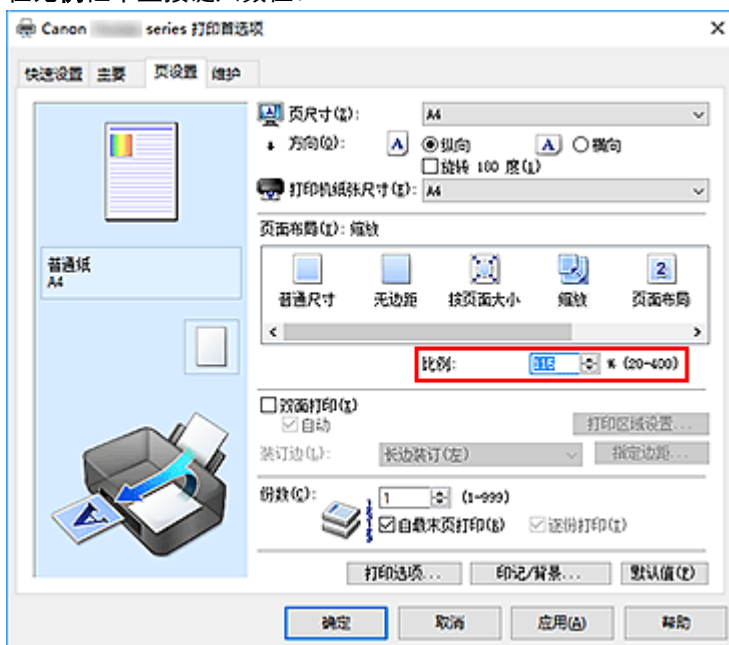 Canon series 打印首选项
快速设置 主要 页设置 维护
页尺寸(Z): A4
方向(O): A 纵向 A 横向
旋转 180 度(L)
打印机纸张尺寸(E): A4
页面布局(I): 缩放
普通纸
A4
普通尺寸 无边距 按页面大小 缩放 页面布局
比例: 115 % (20-400)
双面打印(X)
自动
打印区域设置...
装订边(L): 长边装订(左) 指定边距...
份数(C): 1 (1-999)
自最末页打印(B) 逐份打印(T)
打印选项... 印记/背景... 默认值(P)
确定 取消 应用(A) 帮助